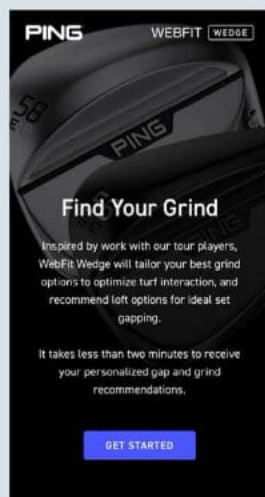 PING WEBFIT WEDGE
58
PING
Find Your Grind
Inspired by work with our tour players,
WebFit Wedge will tailor your best grind
options to optimize turf interaction, and
recommend loft options for ideal set
gapping.
It takes less than two minutes to receive
your personalized gap and grind
recommendations.
GET STARTED